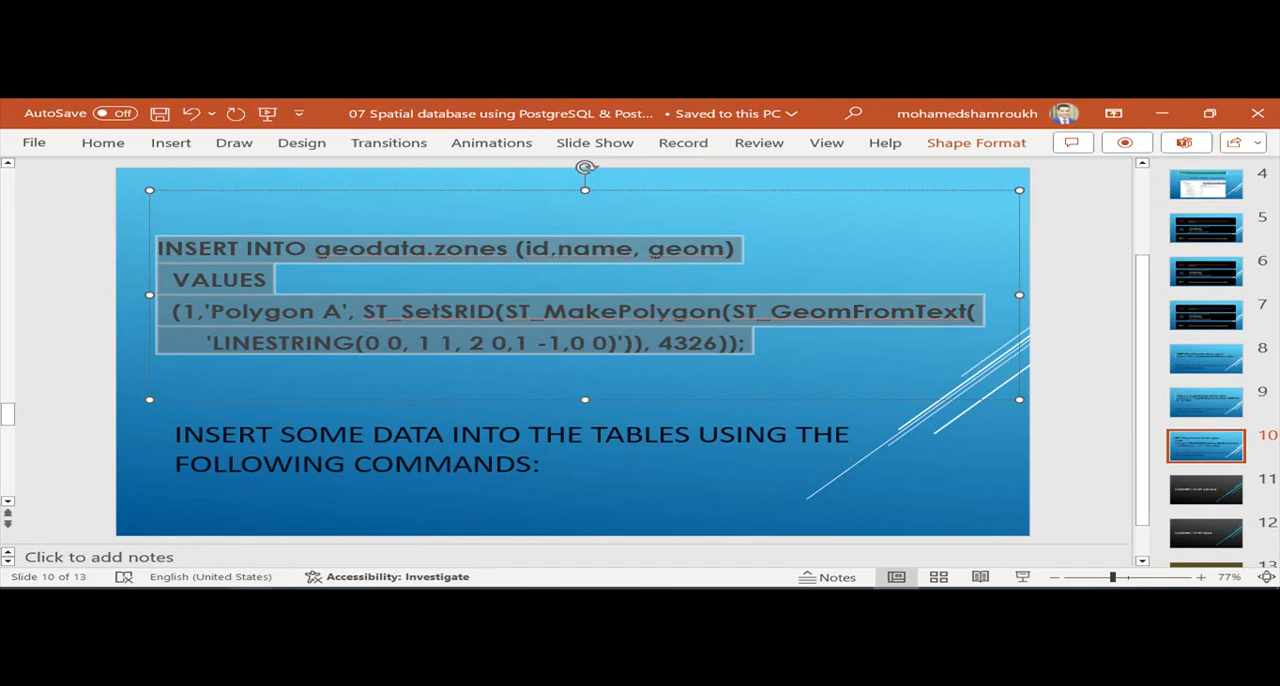 AutoSave Off 07 Spatial database using PostgreSQL & Post... • Saved to this PC mohamedshamroukh
File Home Insert Draw Design Transitions Animations Slide Show Record Review View Help Shape Format
INSERT INTO geodata.zones (id,name, geom)
VALUES
(1,'Polygon A', ST_SetSRID(ST_MakePolygon(ST_GeomFromText(
'LINESTRING(0 0, 1 1, 2 0,1 -1,0 0)')), 4326));
INSERT SOME DATA INTO THE TABLES USING THE
FOLLOWING COMMANDS:
4
5
6
7
8
9
10
11
12
13
Click to add notes
Slide 10 of 13 English (United States) Accessibility: Investigate Notes 77%